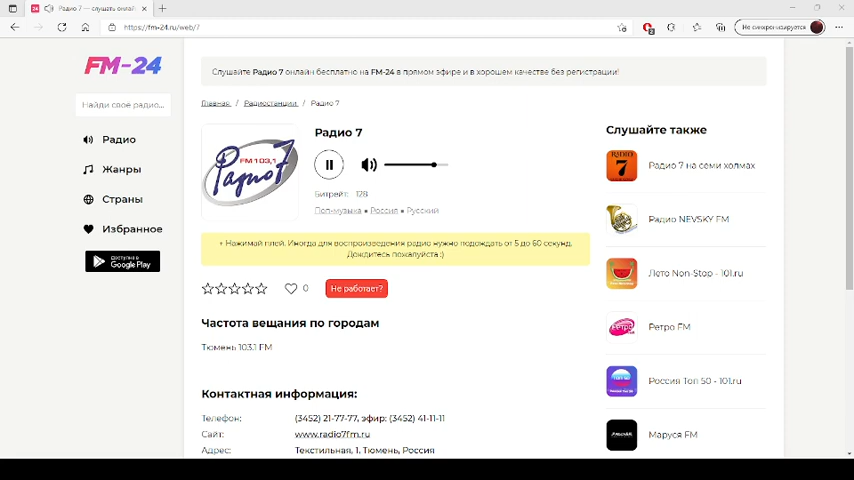 Радио 7 — слушать онлай
https://fm-24.ru/web/7
Не синхронизируется
FM-24
Найди свое радио...
Радио
Жанры
Страны
Избранное
ДОСТУПНО В
Google Play
Слушайте Радио 7 онлайн бесплатно на FM-24 в прямом эфире и в хорошем качестве без регистрации!
Главная / Радиостанции / Радио 7
FM 103,1
Радио 7
Радио 7
Битрейт: 128
Поп-музыка • Россия • Русский
+ Нажимай плей. Иногда для воспроизведения радио нужно подождать от 5 до 60 секунд.
Дождитесь пожалуйста :)
0
Не работает?
Частота вещания по городам
Тюмень 103.1 FM
Контактная информация:
Телефон: (3452) 21-77-77, эфир: (3452) 41-11-11
Сайт: www.radio7fm.ru
Адрес: Текстильная, 1, Тюмень, Россия
Слушайте также
RADIO
7
Радио 7 на семи холмах
Радио NEVSKY FM
Лето Non-Stop - 101.ru
Ретро
Ретро FM
Россия Топ 50 - 101.ru
Маруся FM